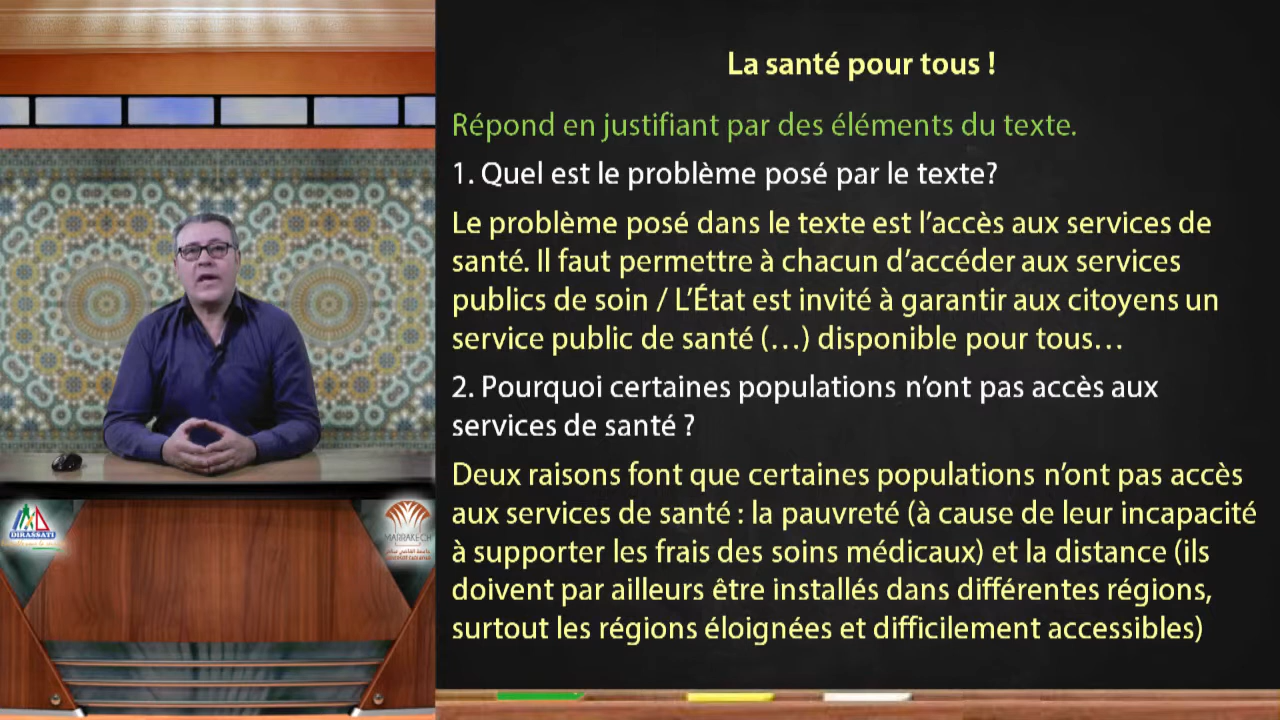 La santé pour tous !
Répond en justifiant par des éléments du texte.
1. Quel est le problème posé par le texte?
Le problème posé dans le texte est l’accès aux services de
santé. Il faut permettre à chacun d’accéder aux services
publics de soin / L’État est invité à garantir aux citoyens un
service public de santé (…) disponible pour tous…
2. Pourquoi certaines populations n’ont pas accès aux
services de santé ?
Deux raisons font que certaines populations n’ont pas accès
aux services de santé : la pauvreté (à cause de leur incapacité
à supporter les frais des soins médicaux) et la distance (ils
doivent par ailleurs être installés dans différentes régions,
surtout les régions éloignées et difficilement accessibles)
DIRASSATI
MARRAKECH